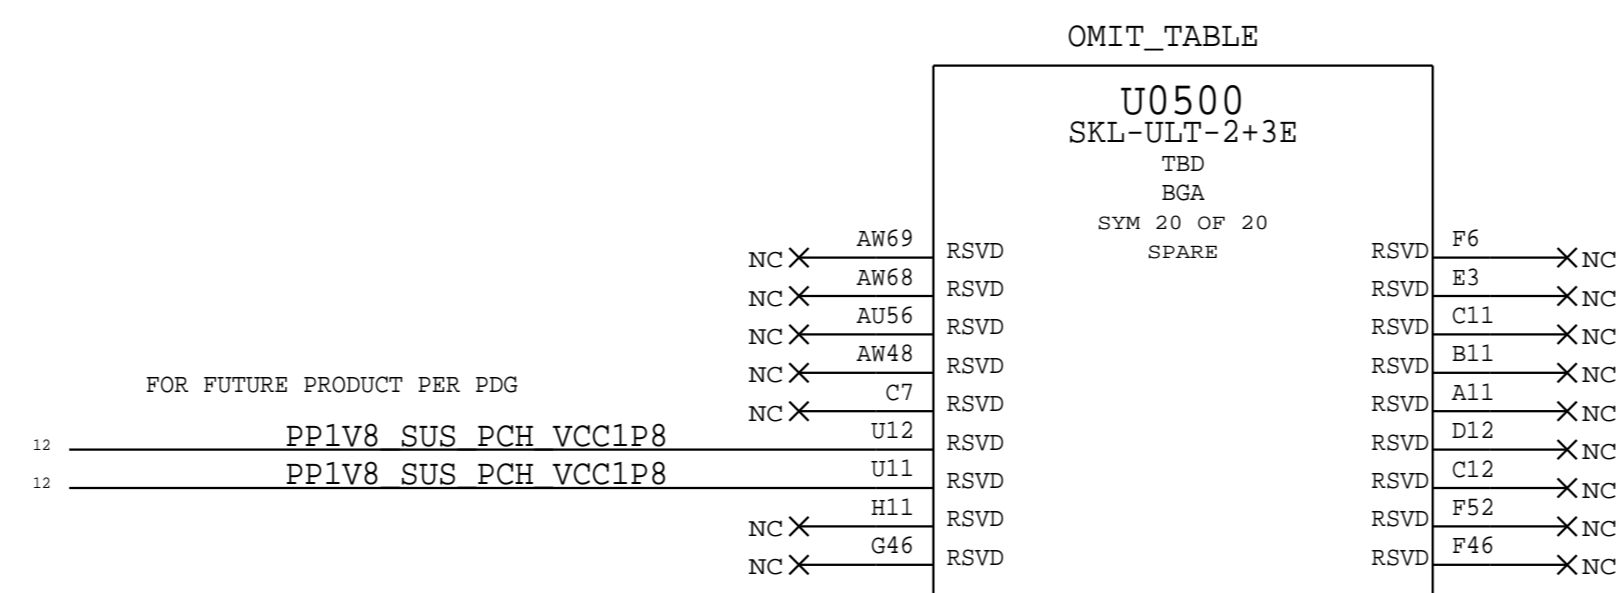 OMIT_TABLE
U0500
SKL-ULT-2+3E
TBD
BGA
SYM 20 OF 20
SPARE
NC AW69 RSVD RSVD F6 NC
NC AW68 RSVD RSVD E3 NC
NC AU56 RSVD RSVD C11 NC
NC AW48 RSVD RSVD B11 NC
FOR FUTURE PRODUCT PER PDG
NC C7 RSVD RSVD A11 NC
12 PP1V8_SUS_PCH_VCC1P8 U12 RSVD RSVD D12 NC
12 PP1V8_SUS_PCH_VCC1P8 U11 RSVD RSVD C12 NC
NC H11 RSVD RSVD F52 NC
NC G46 RSVD RSVD F46 NC